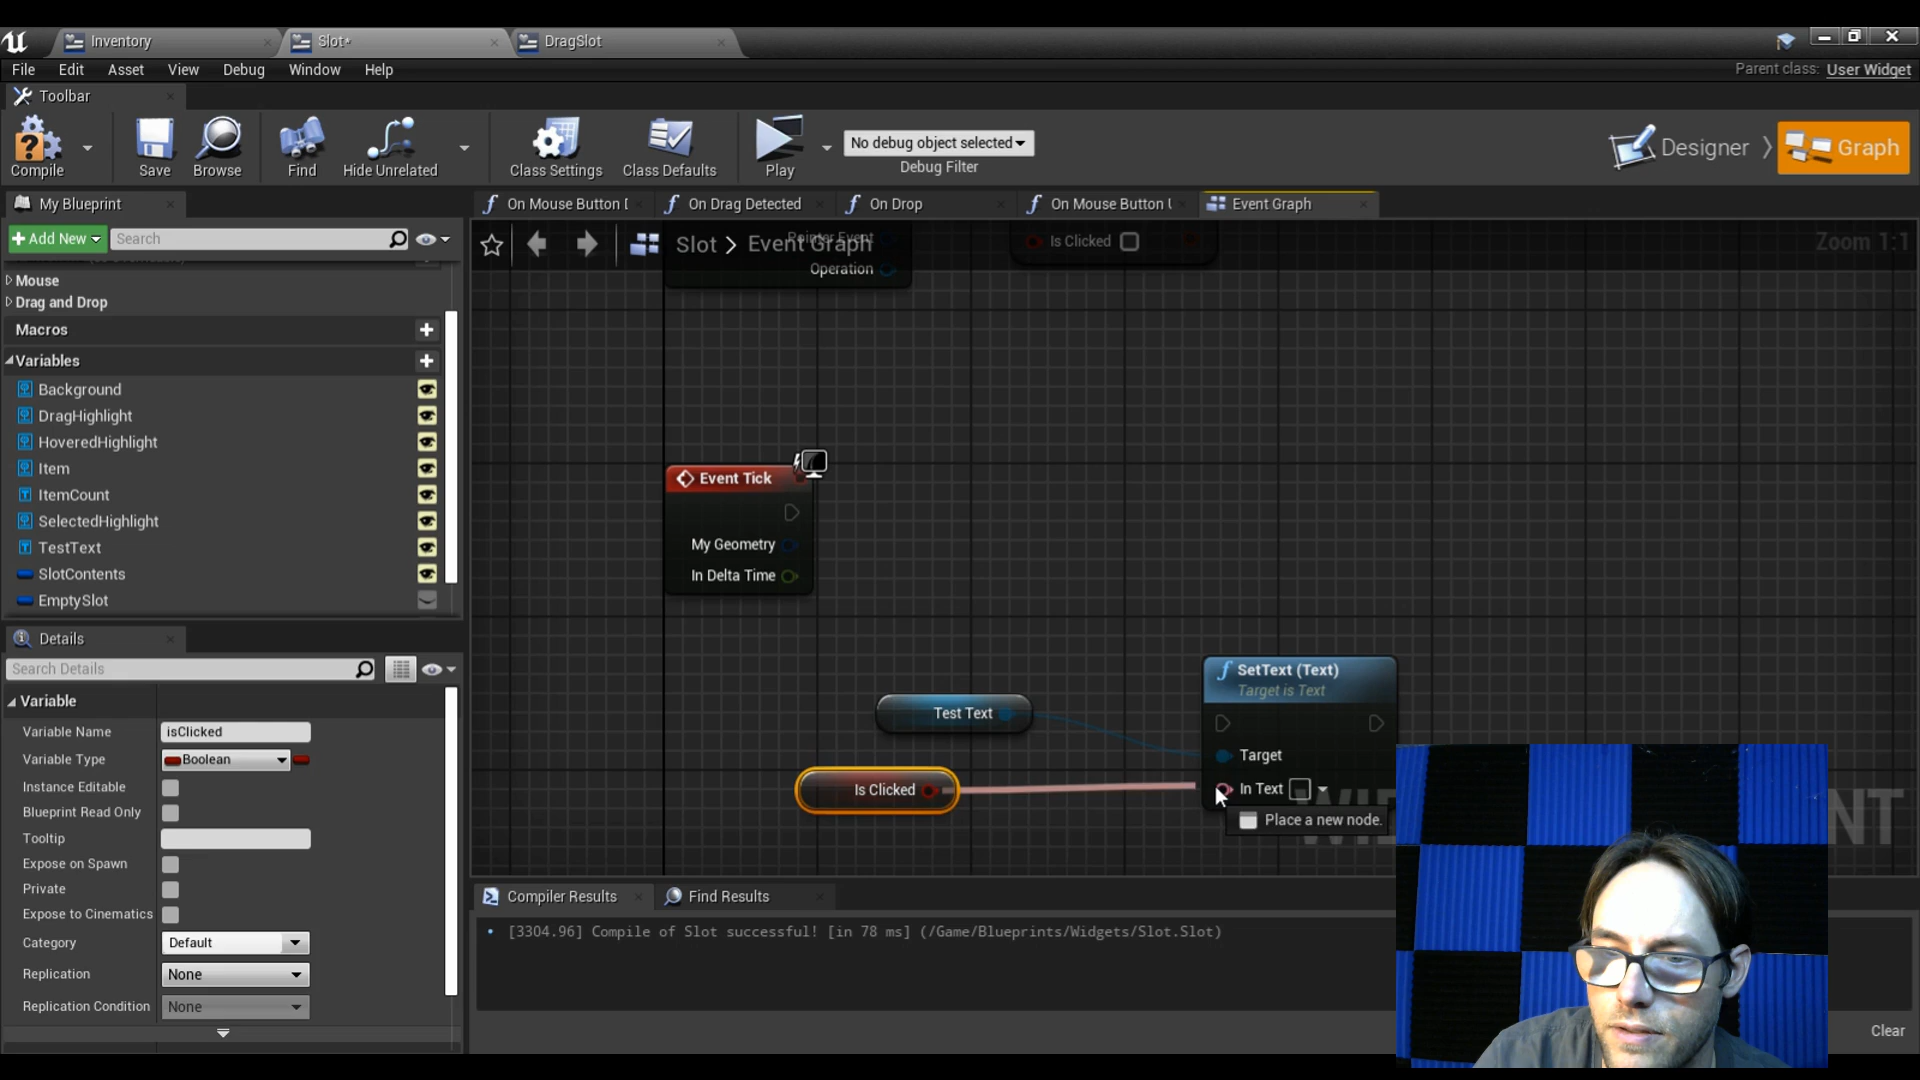 Inventory
Slot*
DragSlot
File Edit Asset View Debug Window Help
Parent class: User Widget
Toolbar
Compile
Save
Browse
Find
Hide Unrelated
Class Settings
Class Defaults
Play
No debug object selected
Debug Filter
Designer
Graph
My Blueprint
On Mouse Button D
On Drag Detected
On Drop
On Mouse Button U
Event Graph
Add New
Search
Slot > Event Graph
Zoom 1:1
Mouse
Drag and Drop
Macros
Variables
Background
DragHighlight
HoveredHighlight
Item
ItemCount
SelectedHighlight
TestText
SlotContents
EmptySlot
Pointer Event
Operation
Is Clicked
Event Tick
My Geometry
In Delta Time
Test Text
Is Clicked
SetText (Text)
Target is Text
Target
In Text
Place a new node.
Details
Search Details
Variable
Variable Name isClicked
Variable Type Boolean
Instance Editable
Blueprint Read Only
Tooltip
Expose on Spawn
Private
Expose to Cinematics
Category Default
Replication None
Replication Condition None
Compiler Results
Find Results
[3304.96] Compile of Slot successful! [in 78 ms] (/Game/Blueprints/Widgets/Slot.Slot)
Clear